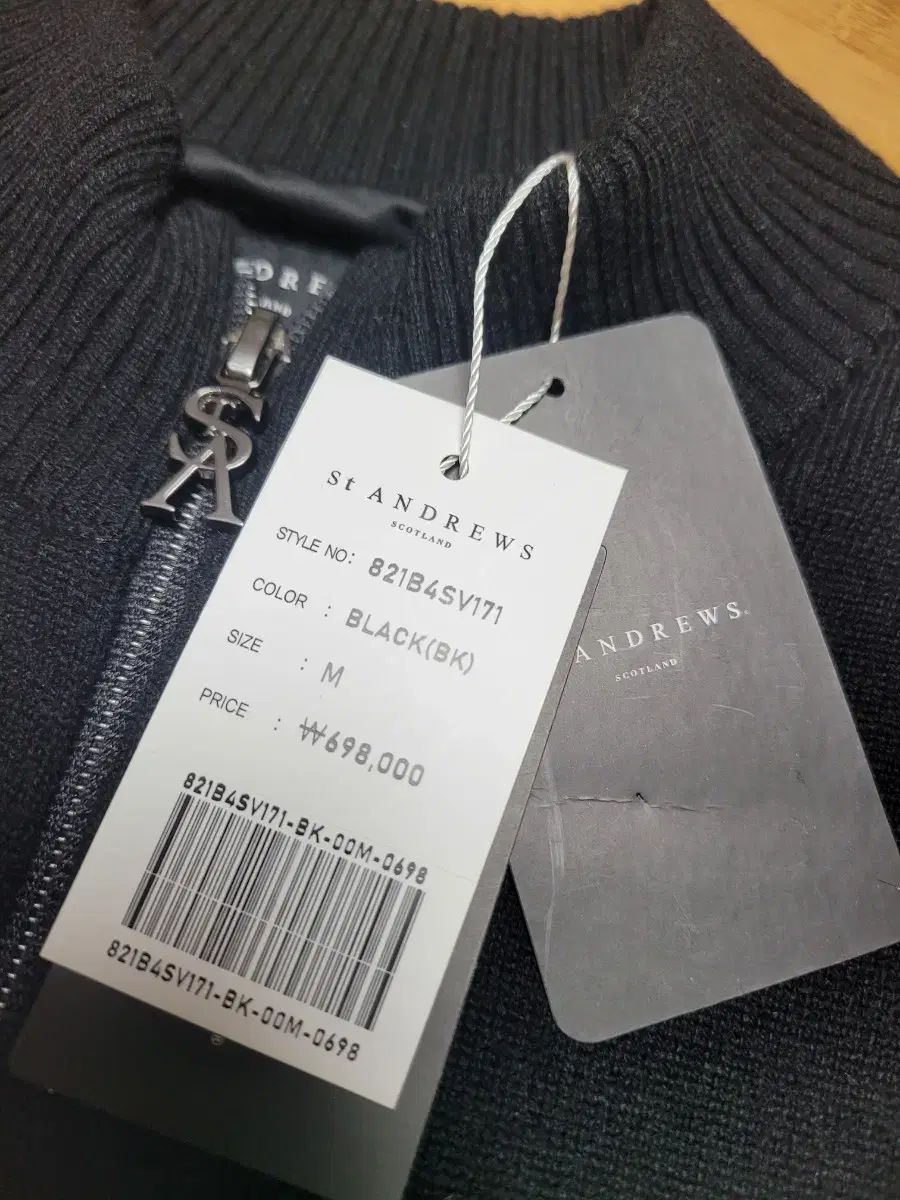 St ANDREWS
SCOTLAND
STYLE NO: 821B4SV171
COLOR : BLACK(BK)
SIZE : M
PRICE : ₩698,000
821B4SV171-BK-00M-0698
821B4SV171-BK-00M-0698
ANDREWS
SCOTLAND
SA